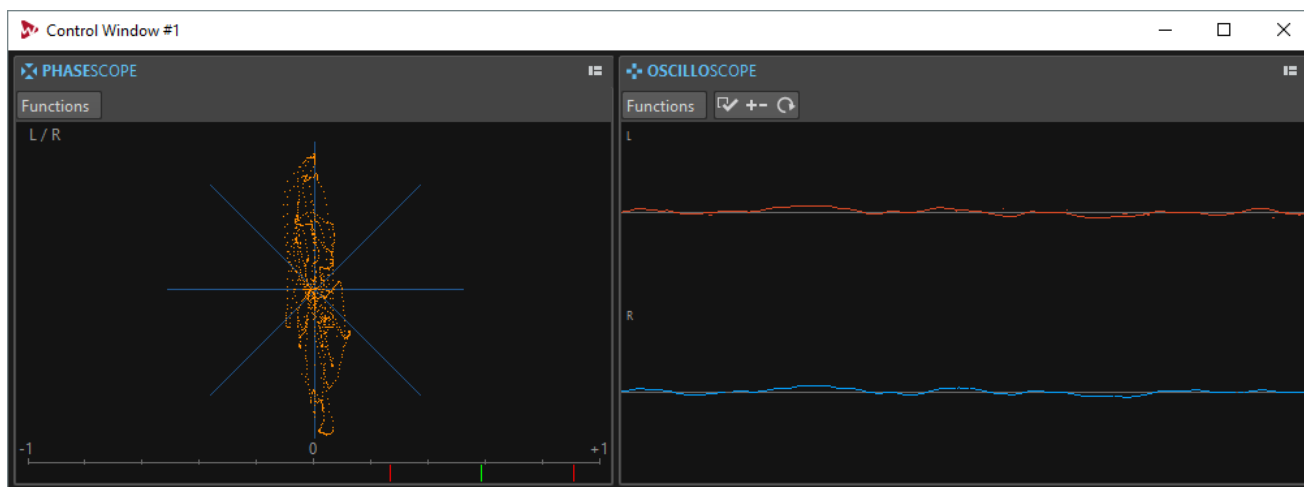 Control Window #1
PHASESCOPE
Functions
L / R
-1 0 +1
OSCILLOSCOPE
Functions
L
R